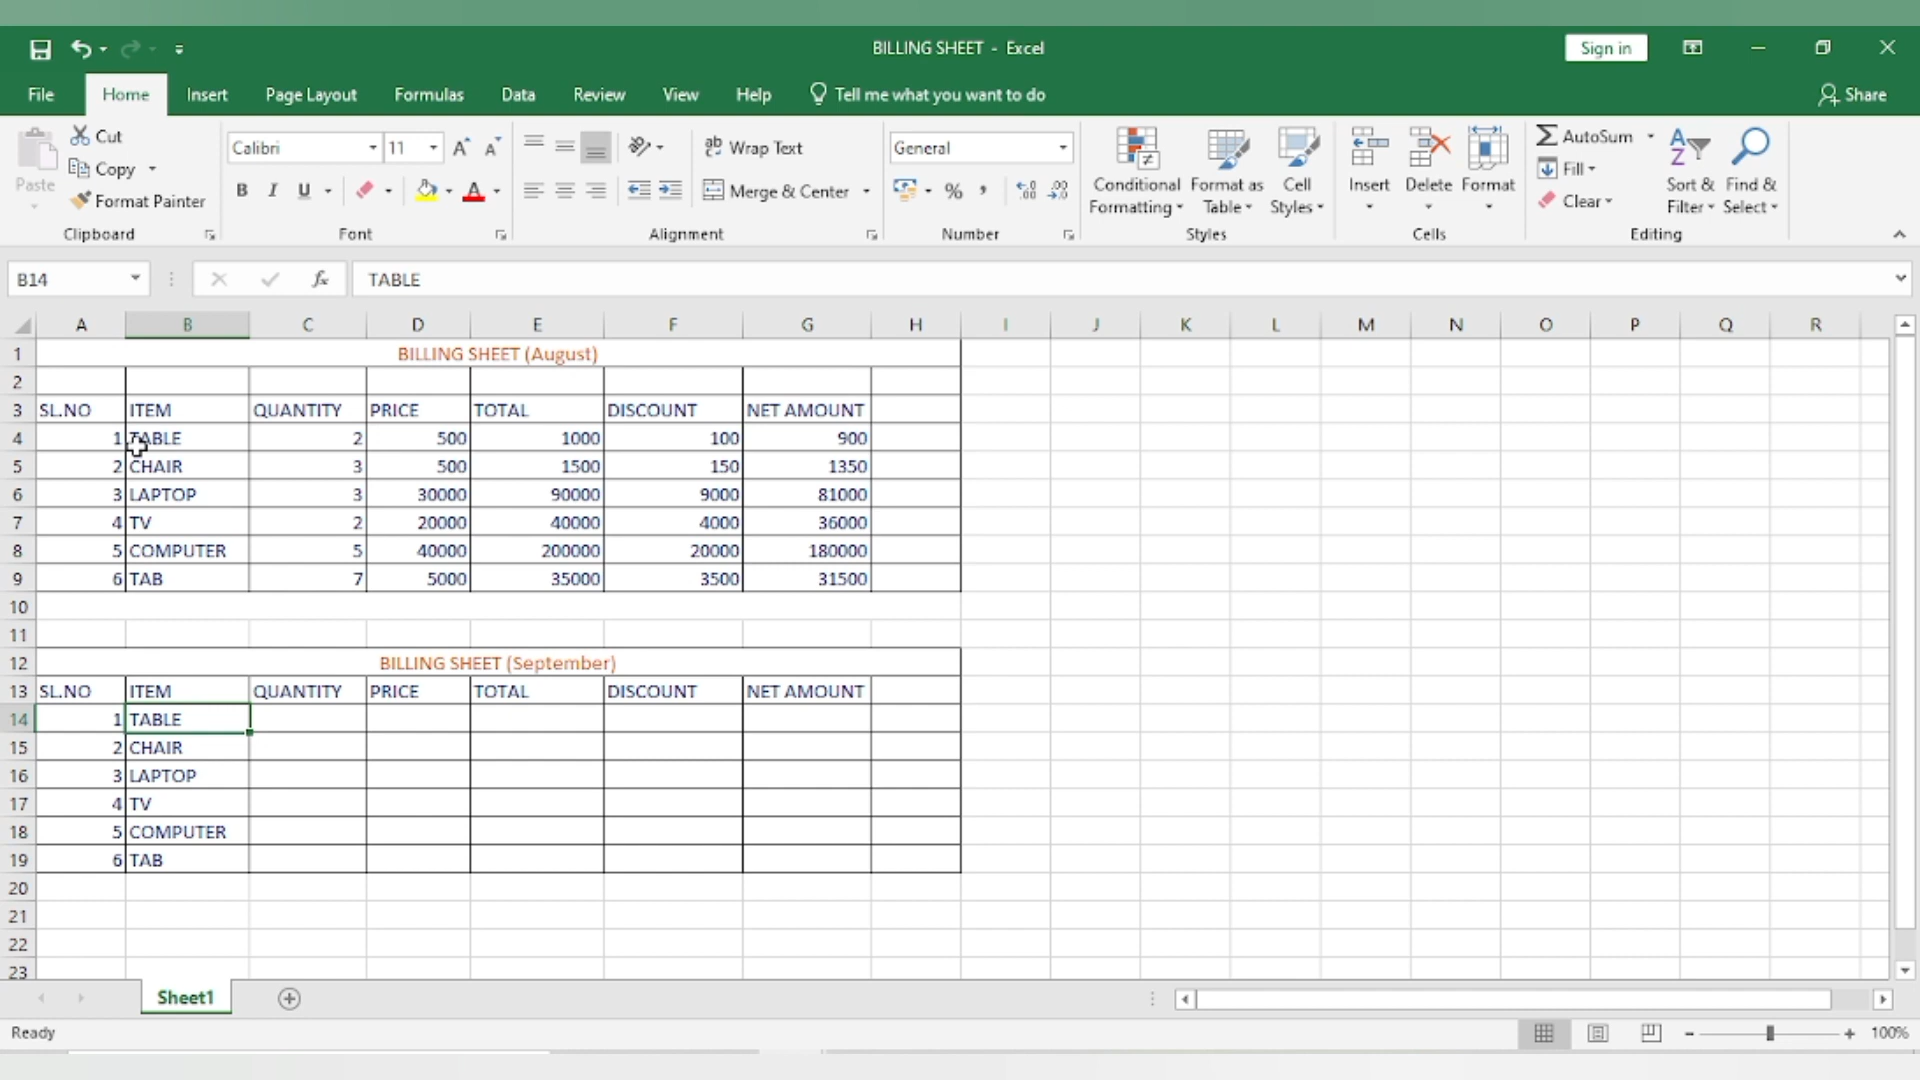 BILLING SHEET - Excel
Sign in
File Home Insert Page Layout Formulas Data Review View Help Tell me what you want to do Share
Paste Cut Copy Format Painter Clipboard
Calibri 11 B I U Font
Wrap Text Merge & Center Alignment
General % Number
Conditional Formatting Format as Table Cell Styles Styles
Insert Delete Format Cells
AutoSum Fill Clear Sort & Filter Find & Select Editing
B14 fx TABLE
A B C D E F G H I J K L M N O P Q R
1 BILLING SHEET (August)
2
3 SL.NO ITEM QUANTITY PRICE TOTAL DISCOUNT NET AMOUNT
4 1 TABLE 2 500 1000 100 900
5 2 CHAIR 3 500 1500 150 1350
6 3 LAPTOP 3 30000 90000 9000 81000
7 4 TV 2 20000 40000 4000 36000
8 5 COMPUTER 5 40000 200000 20000 180000
9 6 TAB 7 5000 35000 3500 31500
10
11
12 BILLING SHEET (September)
13 SL.NO ITEM QUANTITY PRICE TOTAL DISCOUNT NET AMOUNT
14 1 TABLE
15 2 CHAIR
16 3 LAPTOP
17 4 TV
18 5 COMPUTER
19 6 TAB
20
21
22
23
Sheet1
Ready 100%